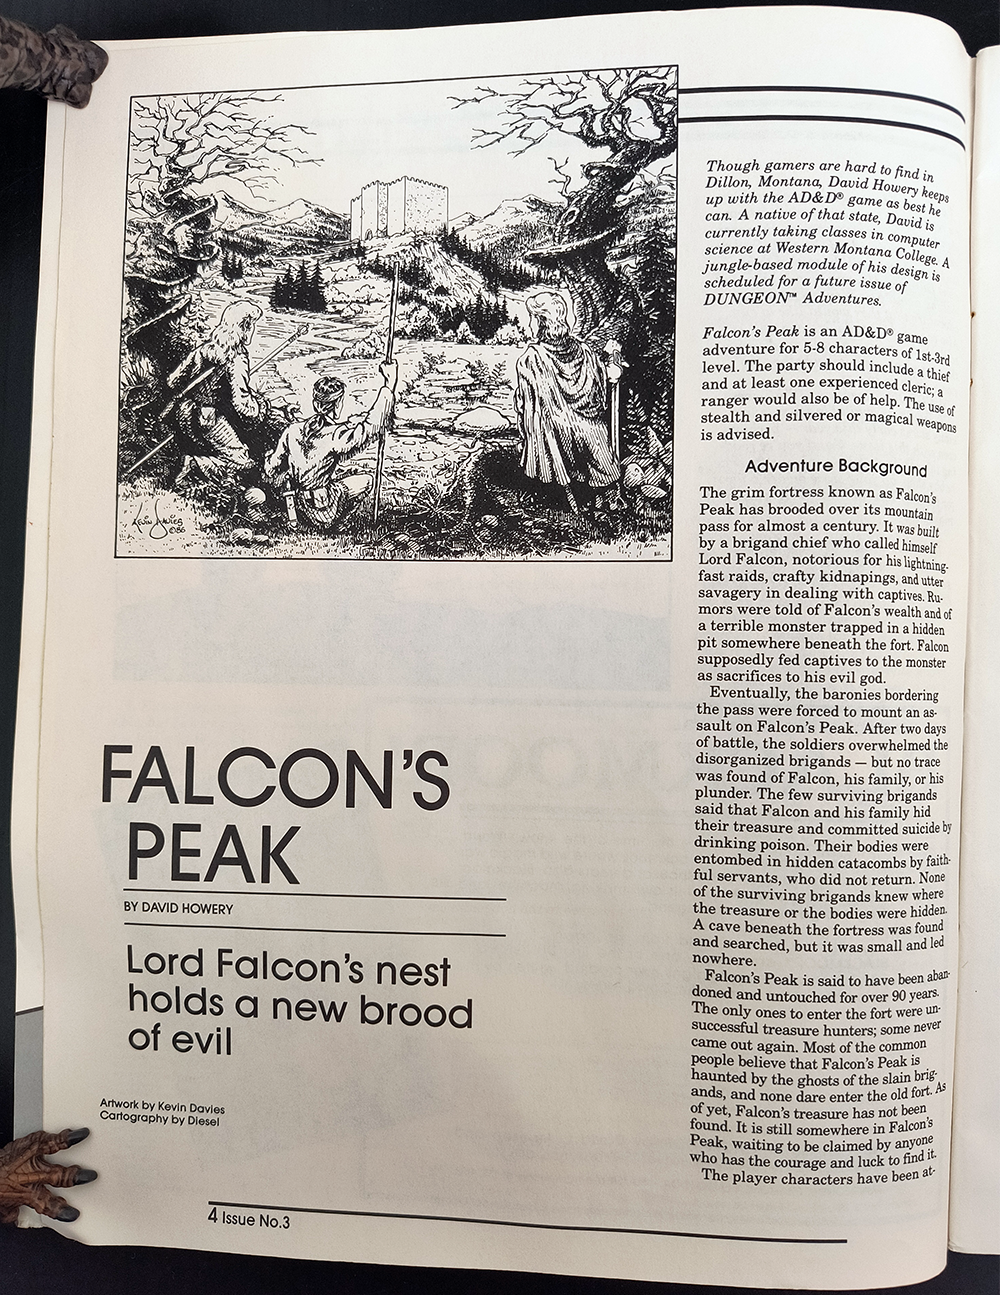 Kevin Davies
©86
FALCON'S
PEAK
BY DAVID HOWERY
Lord Falcon's nest
holds a new brood
of evil
Artwork by Kevin Davies
Cartography by Diesel
Though gamers are hard to find in
Dillon, Montana, David Howery keeps
up with the AD&D® game as best he
can. A native of that state, David is
currently taking classes in computer
science at Western Montana College. A
jungle-based module of his design is
scheduled for a future issue of
DUNGEON™ Adventures.
Falcon's Peak is an AD&D® game
adventure for 5-8 characters of 1st-3rd
level. The party should include a thief
and at least one experienced cleric; a
ranger would also be of help. The use of
stealth and silvered or magical weapons
is advised.
Adventure Background
The grim fortress known as Falcon's
Peak has brooded over its mountain
pass for almost a century. It was built
by a brigand chief who called himself
Lord Falcon, notorious for his lightning-
fast raids, crafty kidnapings, and utter
savagery in dealing with captives. Ru-
mors were told of Falcon's wealth and of
a terrible monster trapped in a hidden
pit somewhere beneath the fort. Falcon
supposedly fed captives to the monster
as sacrifices to his evil god.
Eventually, the baronies bordering
the pass were forced to mount an as-
sault on Falcon's Peak. After two days
of battle, the soldiers overwhelmed the
disorganized brigands — but no trace
was found of Falcon, his family, or his
plunder. The few surviving brigands
said that Falcon and his family hid
their treasure and committed suicide by
drinking poison. Their bodies were
entombed in hidden catacombs by faith-
ful servants, who did not return. None
of the surviving brigands knew where
the treasure or the bodies were hidden.
A cave beneath the fortress was found
and searched, but it was small and led
nowhere.
Falcon's Peak is said to have been aban-
doned and untouched for over 90 years.
The only ones to enter the fort were un-
successful treasure hunters; some never
came out again. Most of the common
people believe that Falcon's Peak is
haunted by the ghosts of the slain brig-
ands, and none dare enter the old fort. As
of yet, Falcon's treasure has not been
found. It is still somewhere in Falcon's
Peak, waiting to be claimed by anyone
who has the courage and luck to find it.
The player characters have been at-
4 Issue No.3